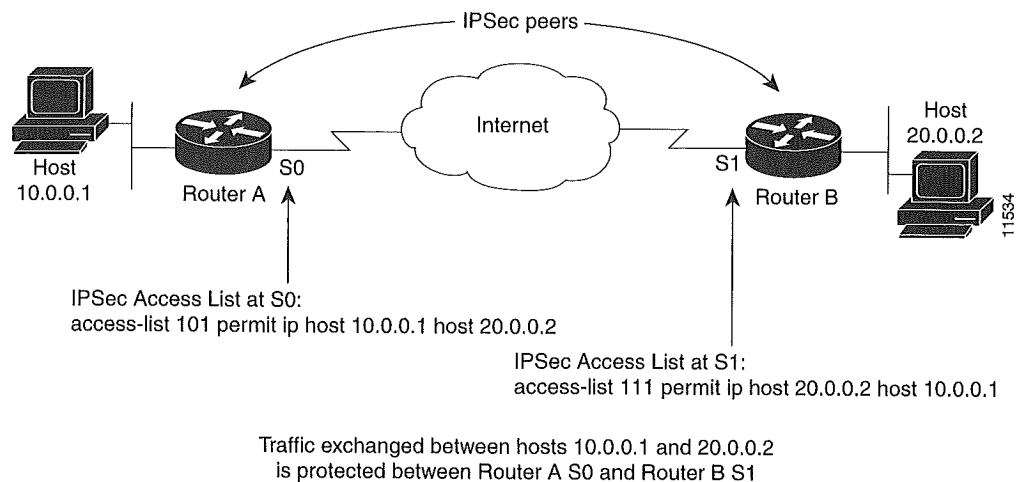 IPSec peers
Internet
Host
10.0.0.1
Router A
S0
S1
Router B
Host
20.0.0.2
11534
IPSec Access List at S0:
access-list 101 permit ip host 10.0.0.1 host 20.0.0.2
IPSec Access List at S1:
access-list 111 permit ip host 20.0.0.2 host 10.0.0.1
Traffic exchanged between hosts 10.0.0.1 and 20.0.0.2
is protected between Router A S0 and Router B S1